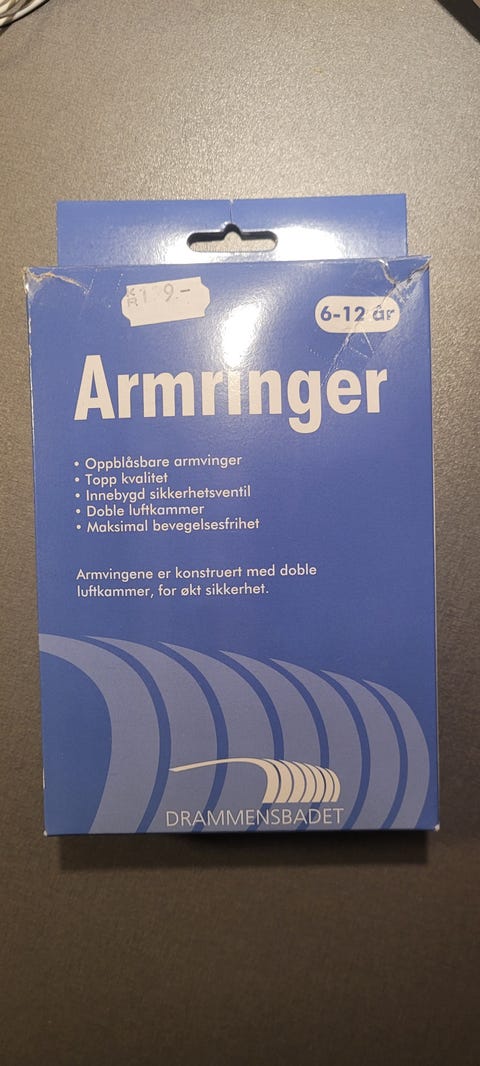 6-12 år
Armringer
• Oppblåsbare armvinger
• Topp kvalitet
• Innebygd sikkerhetsventil
• Doble luftkammer
• Maksimal bevegelsesfrihet
Armvingene er konstruert med doble
luftkammer, for økt sikkerhet.
DRAMMENSBADET